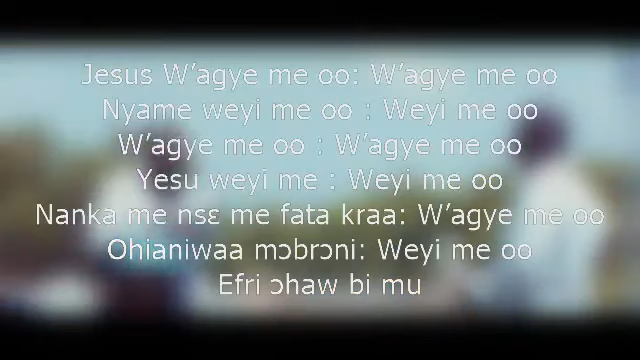 Jesus W’agye me oo: W’agye me oo
Nyame weyi me oo : Weyi me oo
W’agye me oo : W’agye me oo
Yesu weyi me : Weyi me oo
Nanka me nsɛ me fata kraa: W’agye me oo
Ohianiwaa mɔbrɔni: Weyi me oo
Efri ɔhaw bi mu